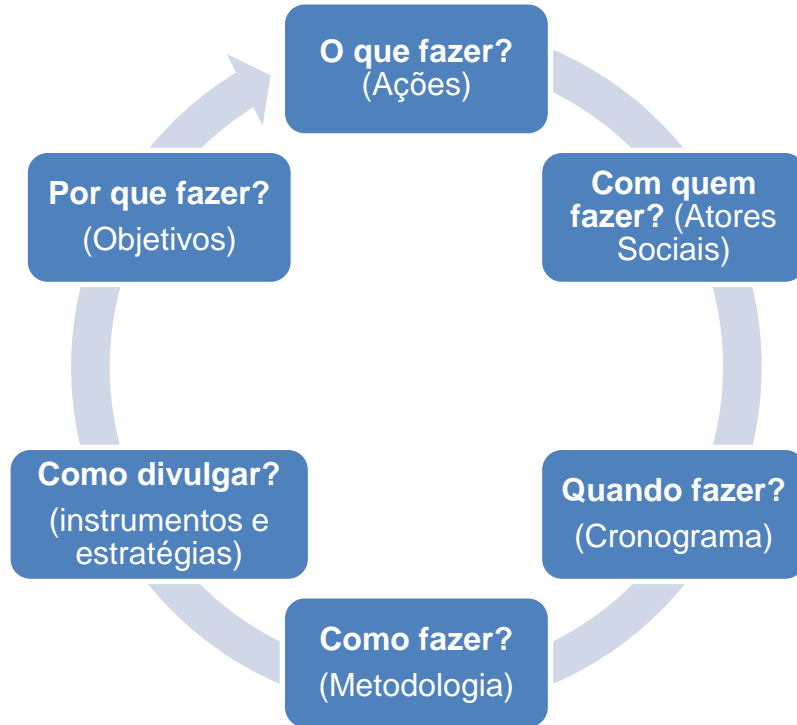 O que fazer?
(Ações)
Com quem
fazer? (Atores
Sociais)
Quando fazer?
(Cronograma)
Como fazer?
(Metodologia)
Como divulgar?
(instrumentos e
estratégias)
Por que fazer?
(Objetivos)